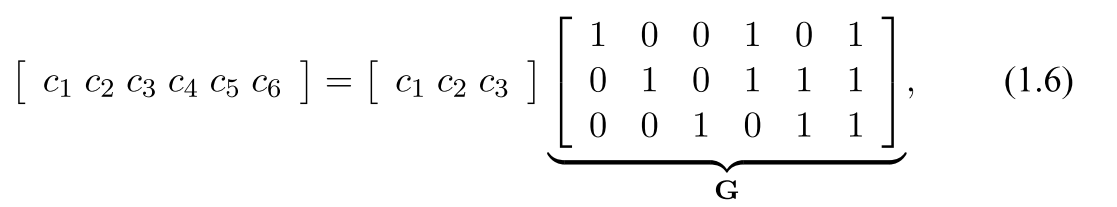 1 0 0 1 0 1
[ c₁ c₂ c₃ c₄ c₅ c₆ ] = [ c₁ c₂ c₃ ] [ 0 1 0 1 1 1 ], (1.6)
0 0 1 0 1 1
G